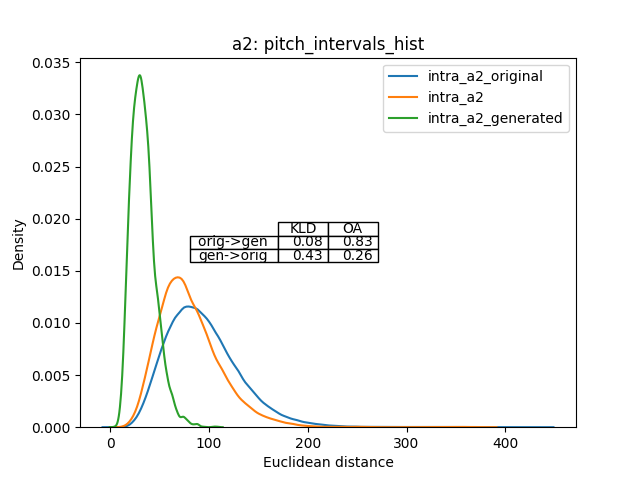 a2: pitch_intervals_hist
intra_a2_original
intra_a2
intra_a2_generated
0.035
0.030
0.025
0.020
0.015
0.010
0.005
0.000
Density
KLD OA
orig->gen 0.08 0.83
gen->orig 0.43 0.26
0 100 200 300 400
Euclidean distance